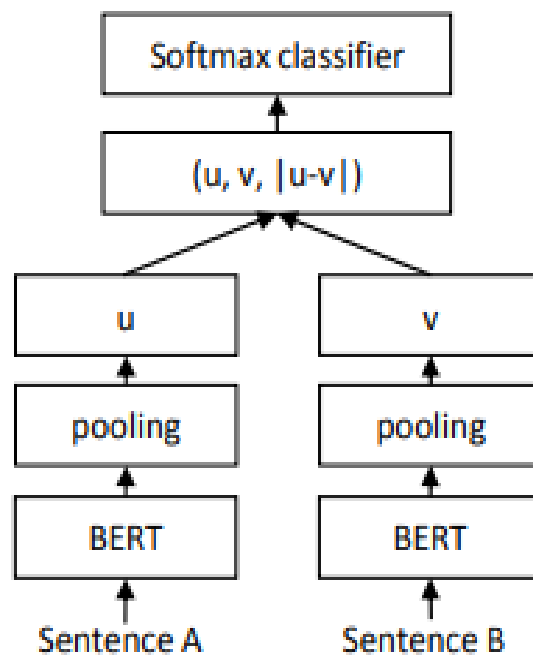 Softmax classifier
(u, v, |u-v|)
u
v
pooling
pooling
BERT
BERT
Sentence A
Sentence B